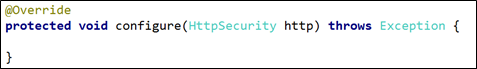 @Override
protected void configure(HttpSecurity http) throws Exception {
}